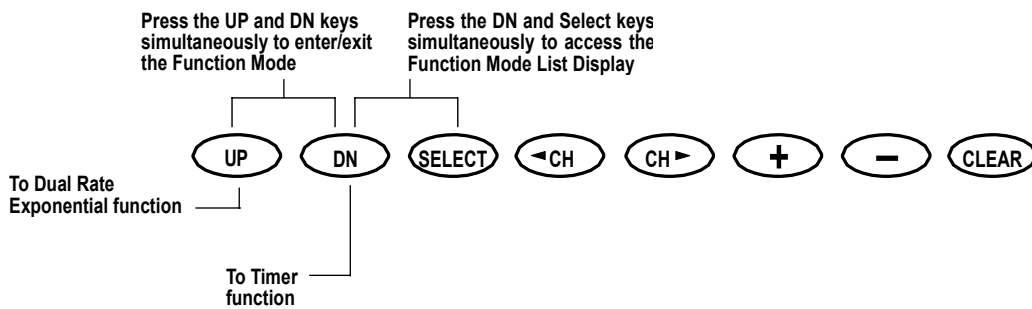 Press the UP and DN keys
simultaneously to enter/exit
the Function Mode
Press the DN and Select keys
simultaneously to access the
Function Mode List Display
UP
DN
SELECT
◄CH
CH►
+
−
CLEAR
To Dual Rate
Exponential function
To Timer
function